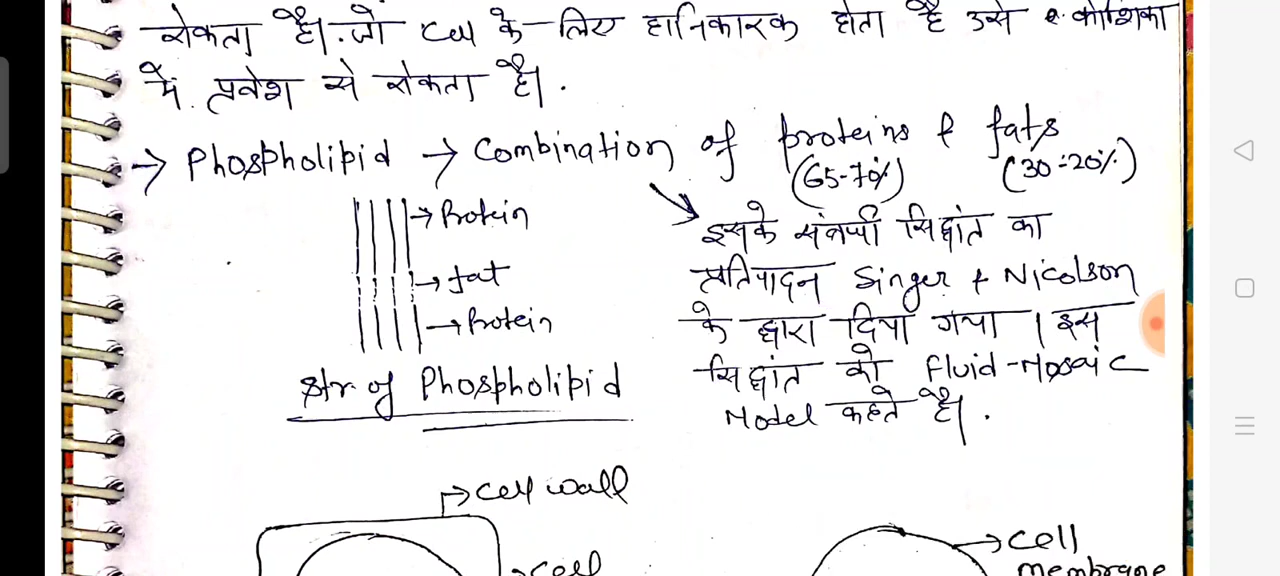 रोकता है। जो Cell के लिए हानिकारक होता है उसे कोशिका
में प्रवेश से रोकता है।.
→ Phospholipid → Combination of proteins & fats
(65-70%) (30-20%)
→ Protein
→ fat
→ Protein
Str. of Phospholipid
इसके संबंधी सिद्धांत का
प्रतिपादन Singer & Nicolson
के द्वारा दिया गया। इस
सिद्धांत को Fluid-Mosaic
Model कहते है।.
→ Cell wall
→ Cell
→ Cell
membrane